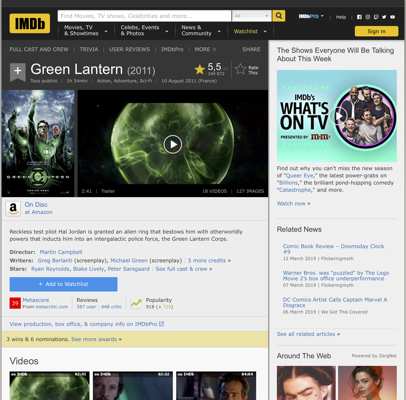 IMDb
Find Movies, TV shows, Celebrities and more...
All
IMDbPro
Help
Movies, TV
& Showtimes
Celebs, Events
& Photos
News &
Community
Watchlist
Sign in
FULL CAST AND CREW | TRIVIA | USER REVIEWS | IMDbPro | MORE
SHARE
Green Lantern (2011)
5,5
Rate
This
Tous publics | 1h 54min | Action, Adventure, Sci-Fi | 10 August 2011 (France)
2:41 | Trailer
18 VIDEOS | 127 IMAGES
On Disc
at Amazon
Reckless test pilot Hal Jordan is granted an alien ring that bestows him with otherworldly
powers that inducts him into an intergalactic police force, the Green Lantern Corps.
Director: Martin Campbell
Writers: Greg Berlanti (screenplay), Michael Green (screenplay) | 5 more credits »
Stars: Ryan Reynolds, Blake Lively, Peter Sarsgaard | See full cast & crew »
+ Add to Watchlist
39
Metascore
From metacritic.com
Reviews
587 user | 448 critic
Popularity
View production, box office, & company info on IMDbPro
3 wins & 6 nominations. See more awards »
Videos
The Shows Everyone Will Be Talking
About This Week
IMDb's
WHAT'S
ON TV
PRESENTED BY
Find out why you can't miss the new season
of "Queer Eye," the latest power-grabs on
"Billions," the brilliant pond-hopping comedy
"Catastrophe," and more.
Watch now »
Related News
Comic Book Review – Doomsday Clock
#9
12 March 2019 | Flickeringmyth
Warner Bros. was "puzzled" by The Lego
Movie 2's box office underperformance
07 March 2019 | Flickeringmyth
DC Comics Artist Calls Captain Marvel A
Disgrace
06 March 2019 | We Got This Covered
See all related articles »
Around The Web
Powered by ZergNet